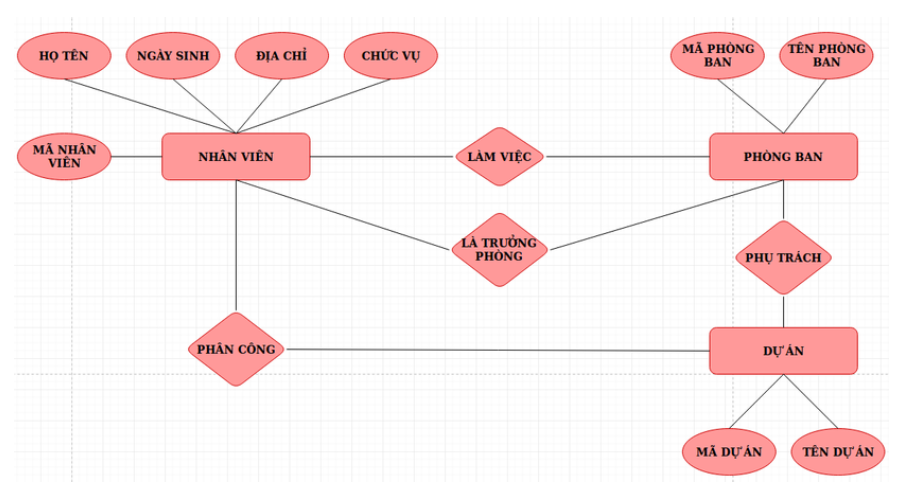 HỌ TÊN
NGÀY SINH
ĐỊA CHỈ
CHỨC VỤ
MÃ PHÒNG
BAN
TÊN PHÒNG
BAN
MÃ NHÂN
VIÊN
NHÂN VIÊN
LÀM VIỆC
PHÒNG BAN
LÀ TRƯỞNG
PHÒNG
PHỤ TRÁCH
PHÂN CÔNG
DỰ ÁN
MÃ DỰ ÁN
TÊN DỰ ÁN